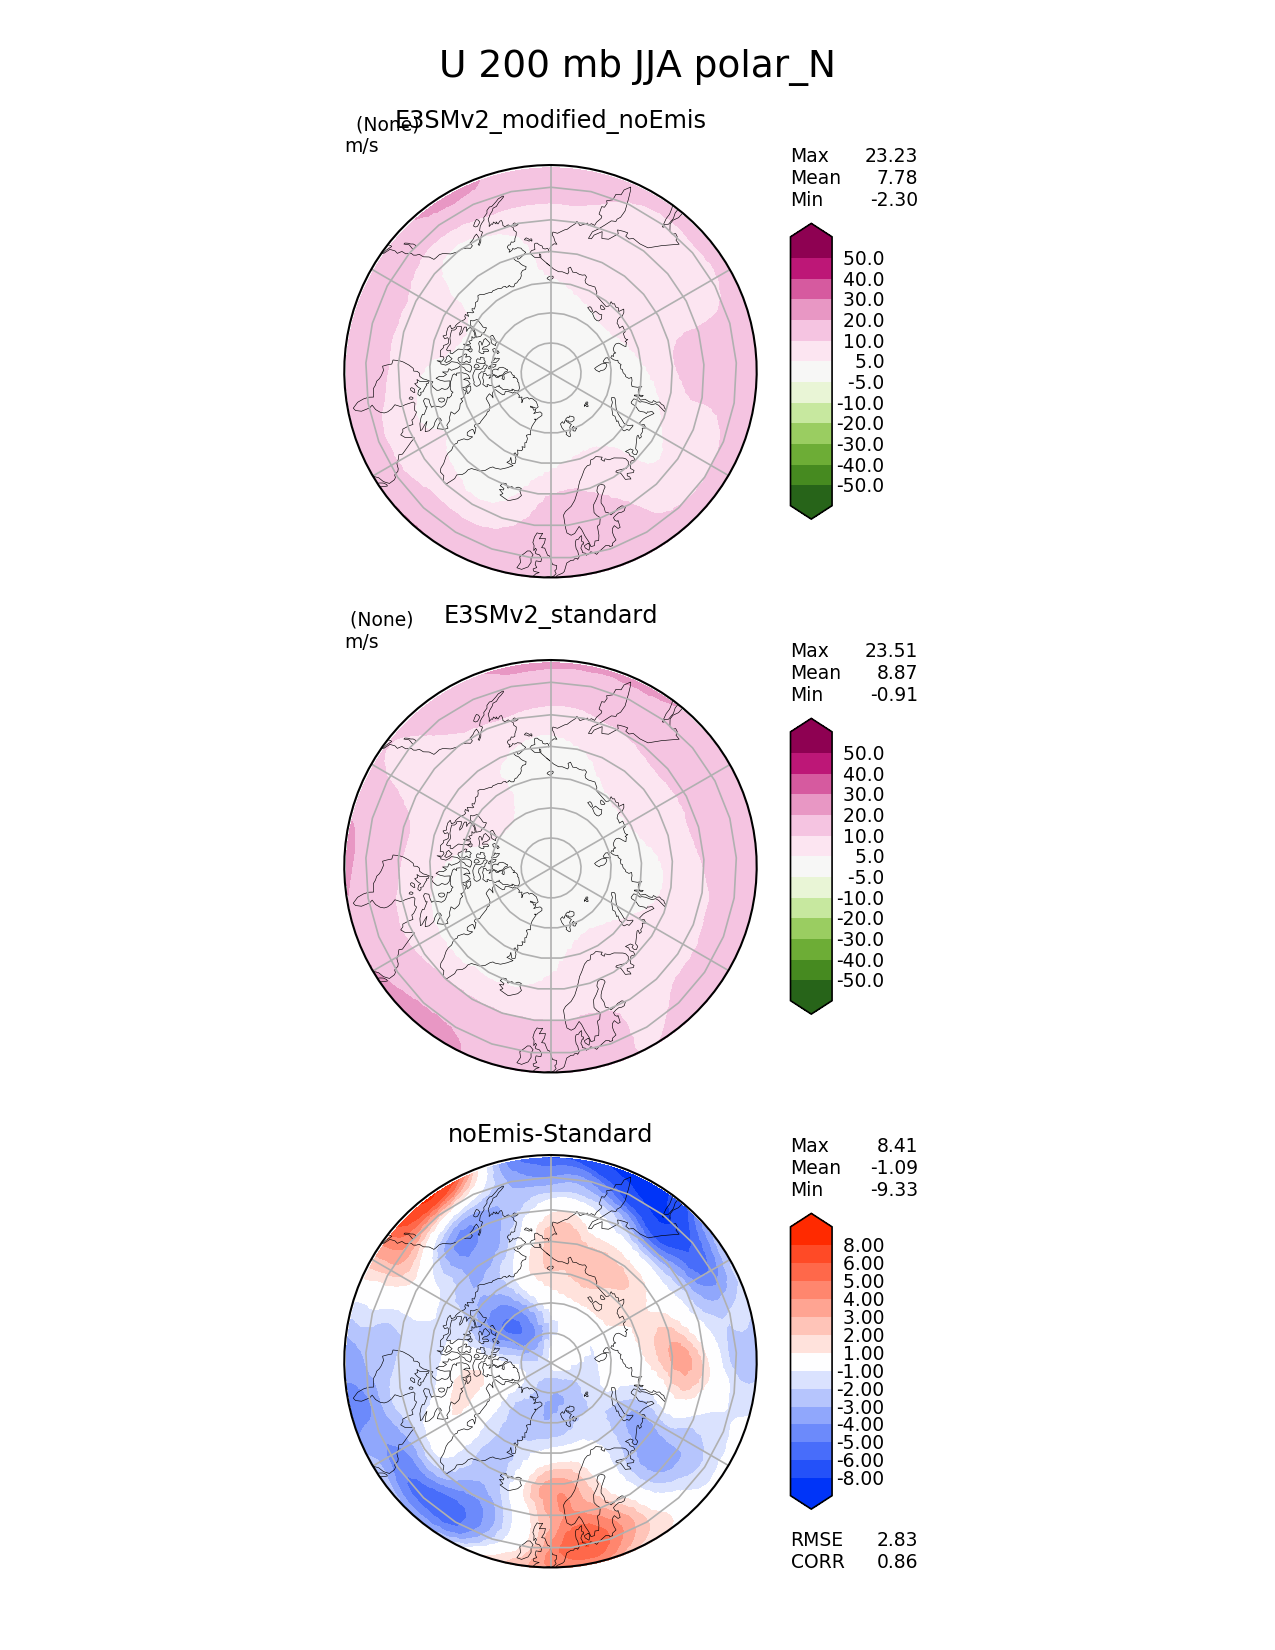 U 200 mb JJA polar_N
(None)
E3SMv2_modified_noEmis
m/s
Max 23.23
Mean 7.78
Min -2.30
50.0
40.0
30.0
20.0
10.0
5.0
-5.0
-10.0
-20.0
-30.0
-40.0
-50.0
(None)
E3SMv2_standard
m/s
Max 23.51
Mean 8.87
Min -0.91
50.0
40.0
30.0
20.0
10.0
5.0
-5.0
-10.0
-20.0
-30.0
-40.0
-50.0
noEmis-Standard
Max 8.41
Mean -1.09
Min -9.33
8.00
6.00
5.00
4.00
3.00
2.00
1.00
-1.00
-2.00
-3.00
-4.00
-5.00
-6.00
-8.00
RMSE 2.83
CORR 0.86